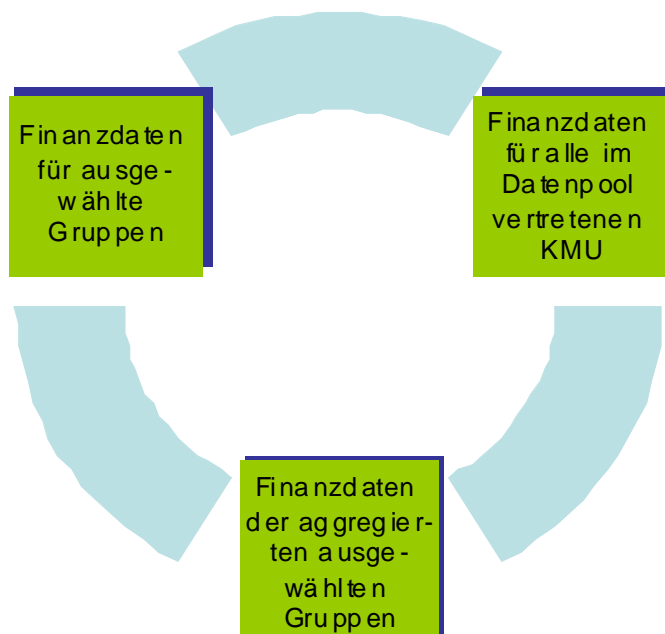 Finanzdaten
für ausge-
wählte
Gruppen
Finanzdaten
für alle im
Datenpool
vertretenen
KMU
Finanzdaten
der aggregier-
ten ausge-
wählten
Gruppen